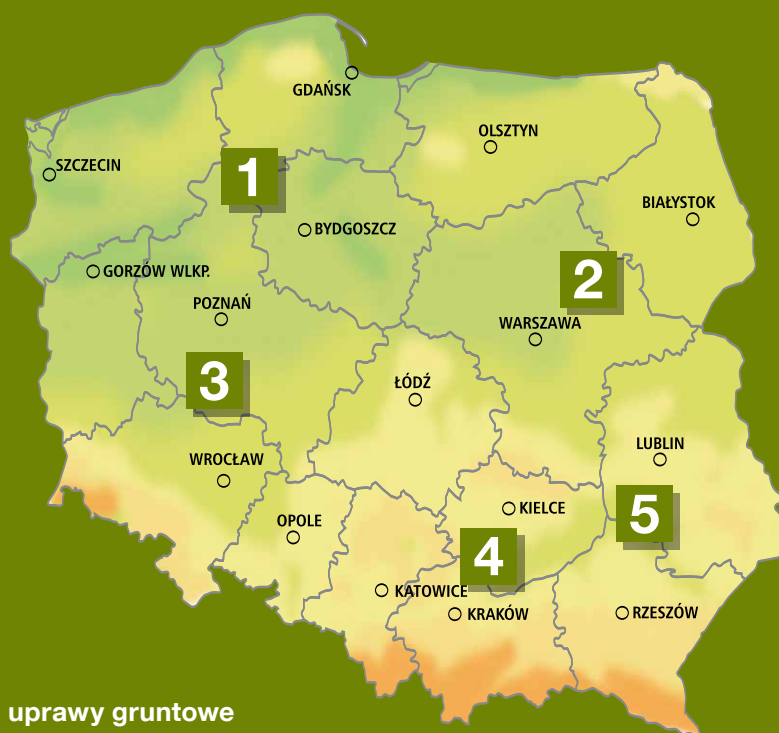 GDAŃSK
OLSZTYN
SZCZECIN
1
BIAŁYSTOK
BYDGOSZCZ
GORZÓW WLKP.
2
POZNAŃ
WARSZAWA
3
ŁÓDŹ
LUBLIN
WROCŁAW
KIELCE
5
OPOLE
4
KATOWICE
KRAKÓW
RZESZÓW
uprawy gruntowe